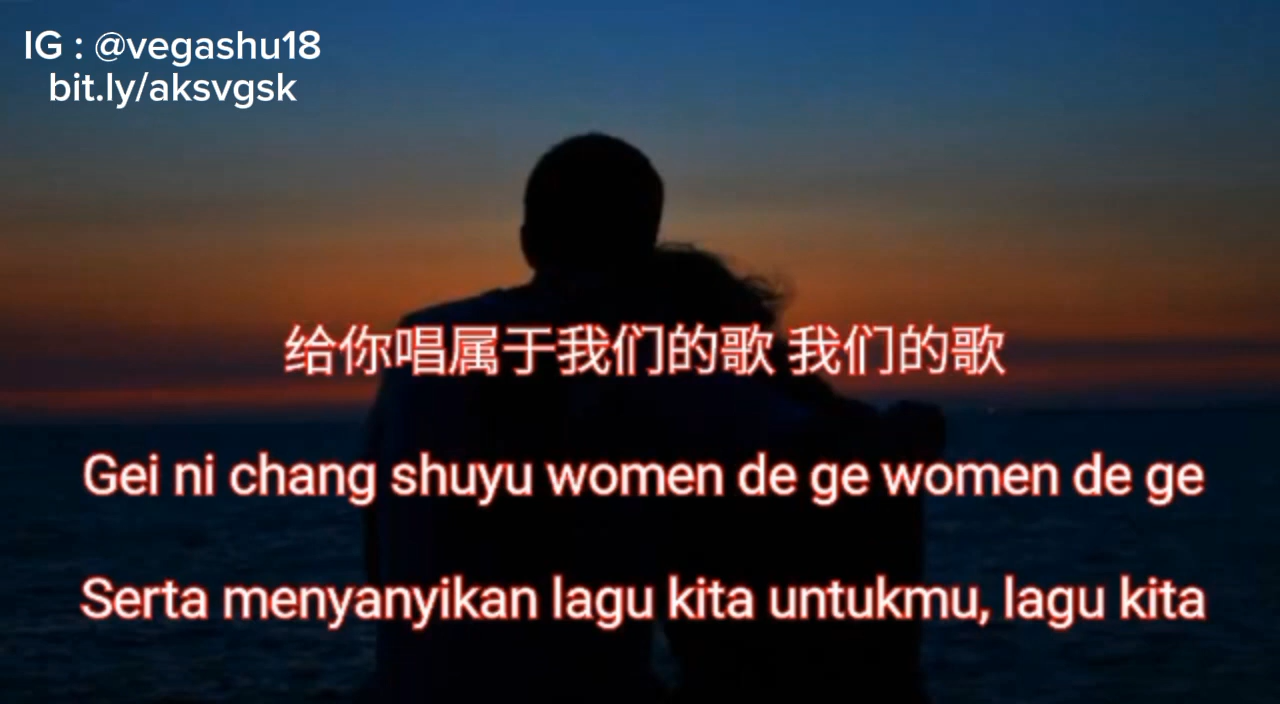 IG : @vegashu18
bit.ly/aksvgsk
给你唱属于我们的歌 我们的歌
Gei ni chang shuyu women de ge women de ge
Serta menyanyikan lagu kita untukmu, lagu kita